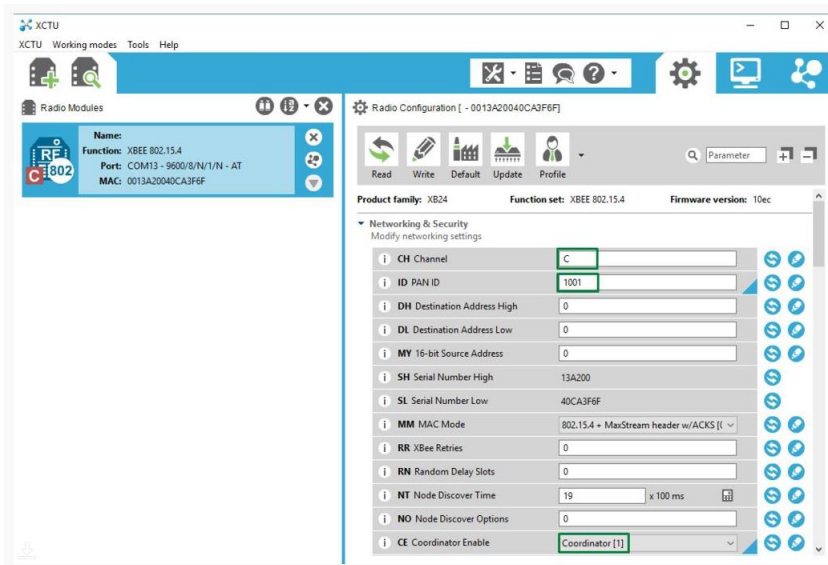 XCTU
XCTU Working modes Tools Help
Radio Modules
Radio Configuration [ - 0013A20040CA3F6F]
Name:
Function: XBEE 802.15.4
Port: COM13 - 9600/8/N/1/N - AT
MAC: 0013A20040CA3F6F
RF
C 802
Read Write Default Update Profile
Parameter
Product family: XB24 Function set: XBEE 802.15.4 Firmware version: 10ec
Networking & Security
Modify networking settings
i CH Channel C
i ID PAN ID 1001
i DH Destination Address High 0
i DL Destination Address Low 0
i MY 16-bit Source Address 0
i SH Serial Number High 13A200
i SL Serial Number Low 40CA3F6F
i MM MAC Mode 802.15.4 + MaxStream header w/ACKS [(
i RR XBee Retries 0
i RN Random Delay Slots 0
i NT Node Discover Time 19 x 100 ms
i NO Node Discover Options 0
i CE Coordinator Enable Coordinator [1]